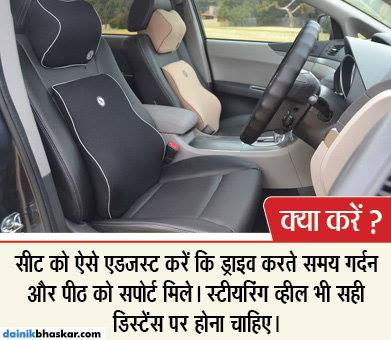 क्या करें ?
सीट को ऐसे एडजस्ट करें कि ड्राइव करते समय गर्दन
और पीठ को सपोर्ट मिले। स्टीयरिंग व्हील भी सही
डिस्टेंस पर होना चाहिए।
dainikbhaskar.com